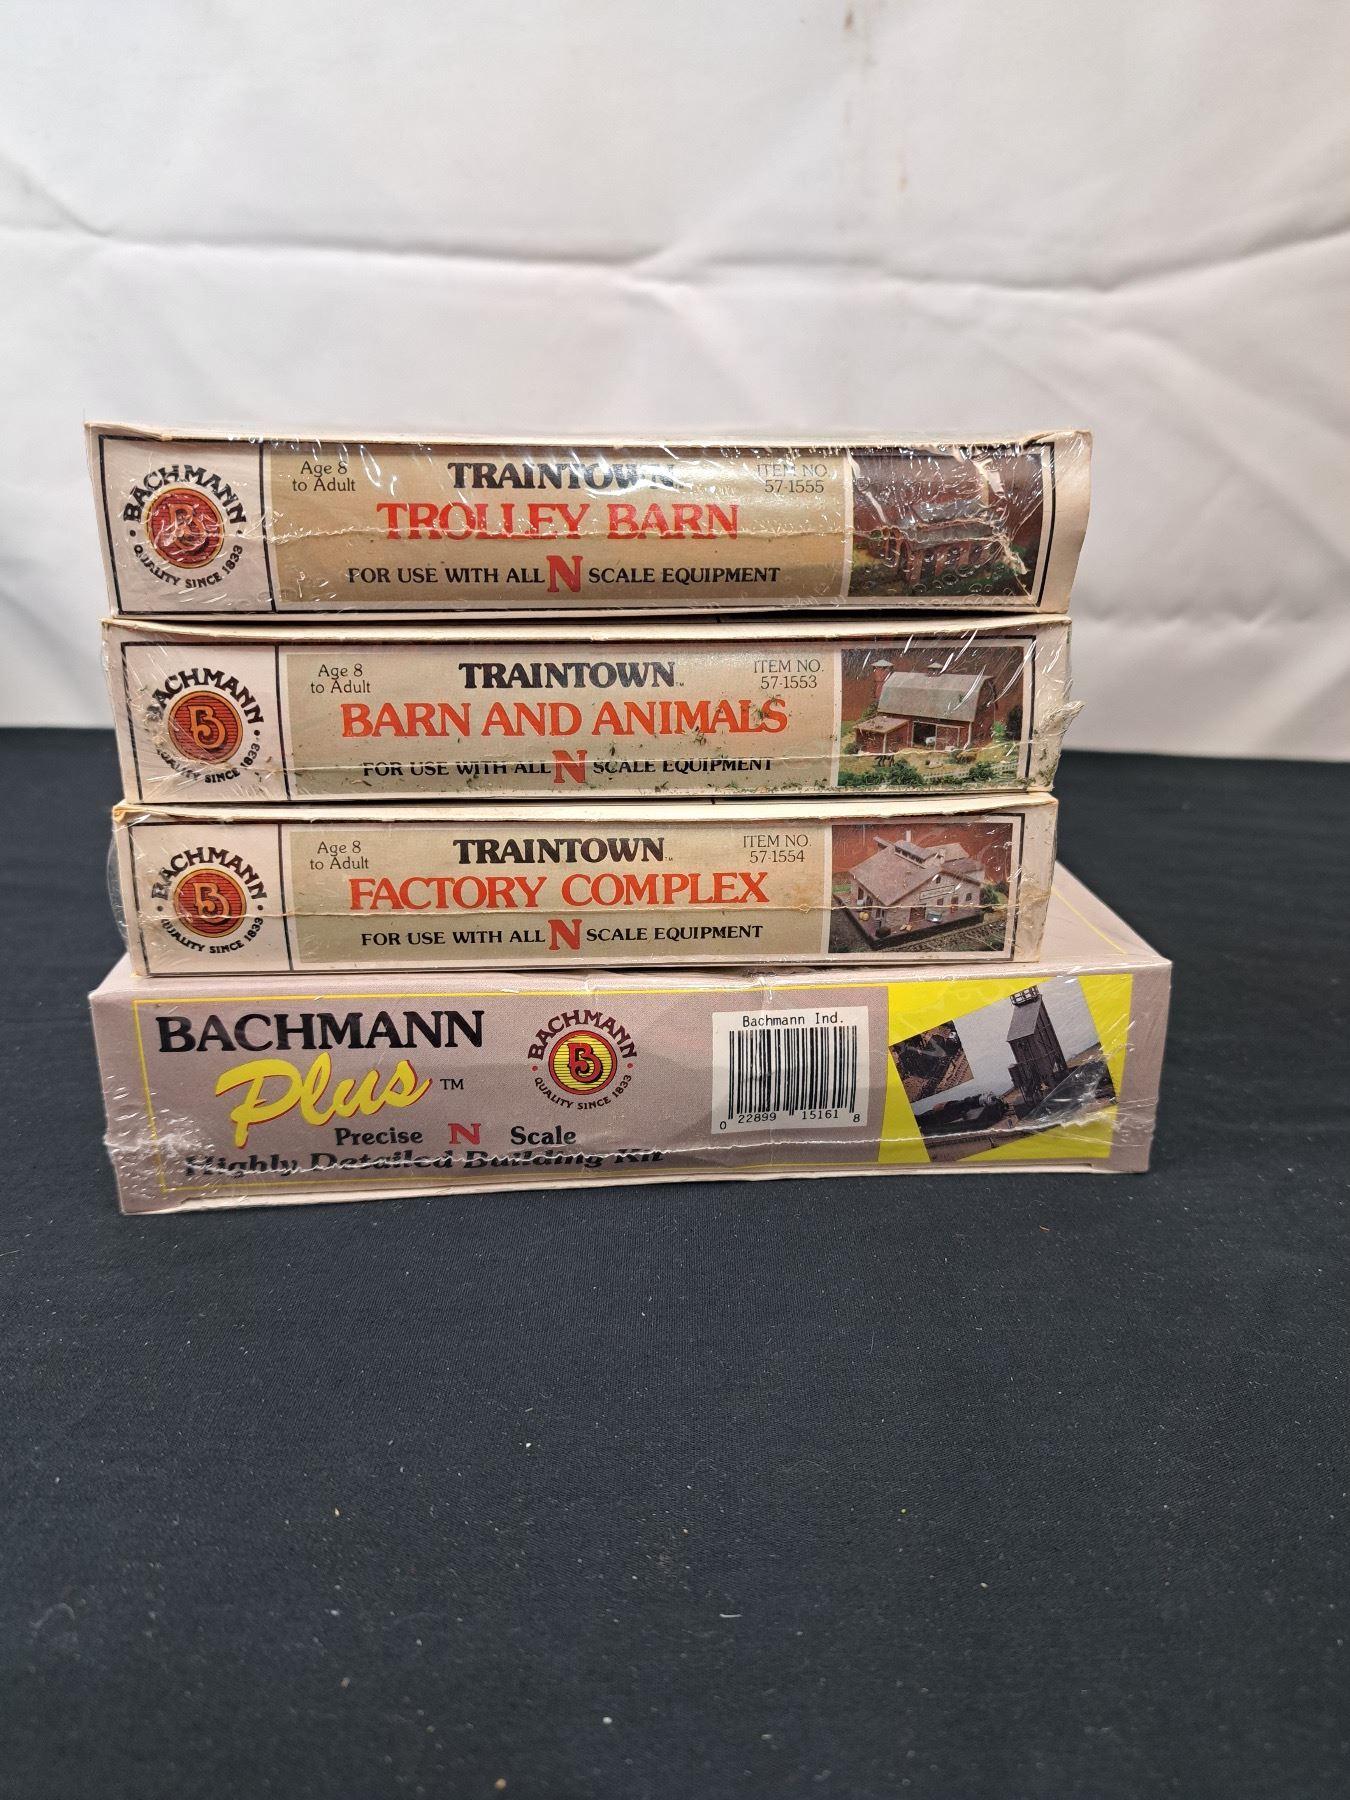 BACHMANN
B
· QUALITY SINCE 1833 ·
Age 8
to Adult
TRAINTOWN™
ITEM NO.
57-1555
TROLLEY BARN
FOR USE WITH ALL N SCALE EQUIPMENT
BACHMANN
B
QUALITY SINCE 1833 ·
Age 8
to Adult
TRAINTOWN™
ITEM NO.
57-1553
BARN AND ANIMALS
FOR USE WITH ALL N SCALE EQUIPMENT
BACHMANN
B
· QUALITY SINCE 1833 ·
Age 8
to Adult
TRAINTOWN™
ITEM NO.
57-1554
FACTORY COMPLEX
FOR USE WITH ALL N SCALE EQUIPMENT
BACHMANN
Plus™
Precise N Scale
Highly Detailed Building Kit
BACHMANN
B
· QUALITY SINCE 1833 ·
Bachmann Ind.
0 22899 15161 8